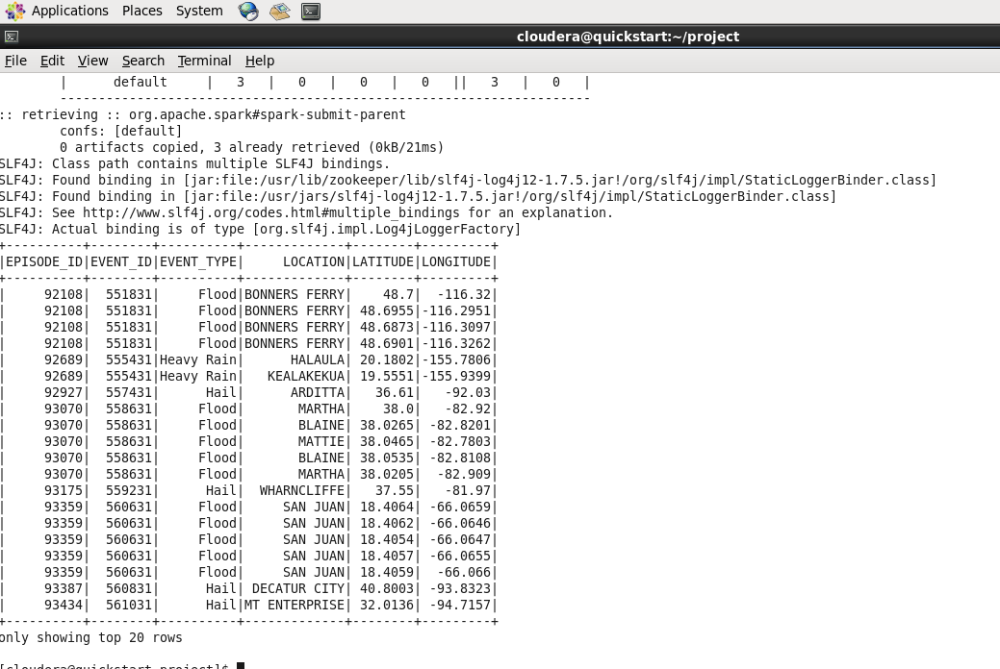 Applications Places System
cloudera@quickstart:~/project
File Edit View Search Terminal Help
|      default     |   3   |   0   |   0   |   0   ||   3   |   0   |
---------------------------------------------------------------------
:: retrieving :: org.apache.spark#spark-submit-parent
confs: [default]
0 artifacts copied, 3 already retrieved (0kB/21ms)
SLF4J: Class path contains multiple SLF4J bindings.
SLF4J: Found binding in [jar:file:/usr/lib/zookeeper/lib/slf4j-log4j12-1.7.5.jar!/org/slf4j/impl/StaticLoggerBinder.class]
SLF4J: Found binding in [jar:file:/usr/jars/slf4j-log4j12-1.7.5.jar!/org/slf4j/impl/StaticLoggerBinder.class]
SLF4J: See http://www.slf4j.org/codes.html#multiple_bindings for an explanation.
SLF4J: Actual binding is of type [org.slf4j.impl.Log4jLoggerFactory]
+----------+--------+----------+-------------+--------+---------+
|EPISODE_ID|EVENT_ID|EVENT_TYPE|     LOCATION|LATITUDE|LONGITUDE|
+----------+--------+----------+-------------+--------+---------+
|     92108|  551831|     Flood|BONNERS FERRY|    48.7|  -116.32|
|     92108|  551831|     Flood|BONNERS FERRY| 48.6955|-116.2951|
|     92108|  551831|     Flood|BONNERS FERRY| 48.6873|-116.3097|
|     92108|  551831|     Flood|BONNERS FERRY| 48.6901|-116.3262|
|     92689|  555431|Heavy Rain|      HALAULA| 20.1802|-155.7806|
|     92689|  555431|Heavy Rain|   KEALAKEKUA| 19.5551|-155.9399|
|     92927|  557431|      Hail|      ARDITTA|   36.61|   -92.03|
|     93070|  558631|     Flood|       MARTHA|    38.0|   -82.92|
|     93070|  558631|     Flood|       BLAINE| 38.0265| -82.8201|
|     93070|  558631|     Flood|       MATTIE| 38.0465| -82.7803|
|     93070|  558631|     Flood|       BLAINE| 38.0535| -82.8108|
|     93070|  558631|     Flood|       MARTHA| 38.0205|  -82.909|
|     93175|  559231|      Hail|  WHARNCLIFFE|   37.55|   -81.97|
|     93359|  560631|     Flood|     SAN JUAN| 18.4064| -66.0659|
|     93359|  560631|     Flood|     SAN JUAN| 18.4062| -66.0646|
|     93359|  560631|     Flood|     SAN JUAN| 18.4054| -66.0647|
|     93359|  560631|     Flood|     SAN JUAN| 18.4057| -66.0655|
|     93359|  560631|     Flood|     SAN JUAN| 18.4059|  -66.066|
|     93387|  560831|      Hail| DECATUR CITY| 40.8003| -93.8323|
|     93434|  561031|      Hail|MT ENTERPRISE| 32.0136| -94.7157|
+----------+--------+----------+-------------+--------+---------+
only showing top 20 rows
[cloudera@quickstart project]$